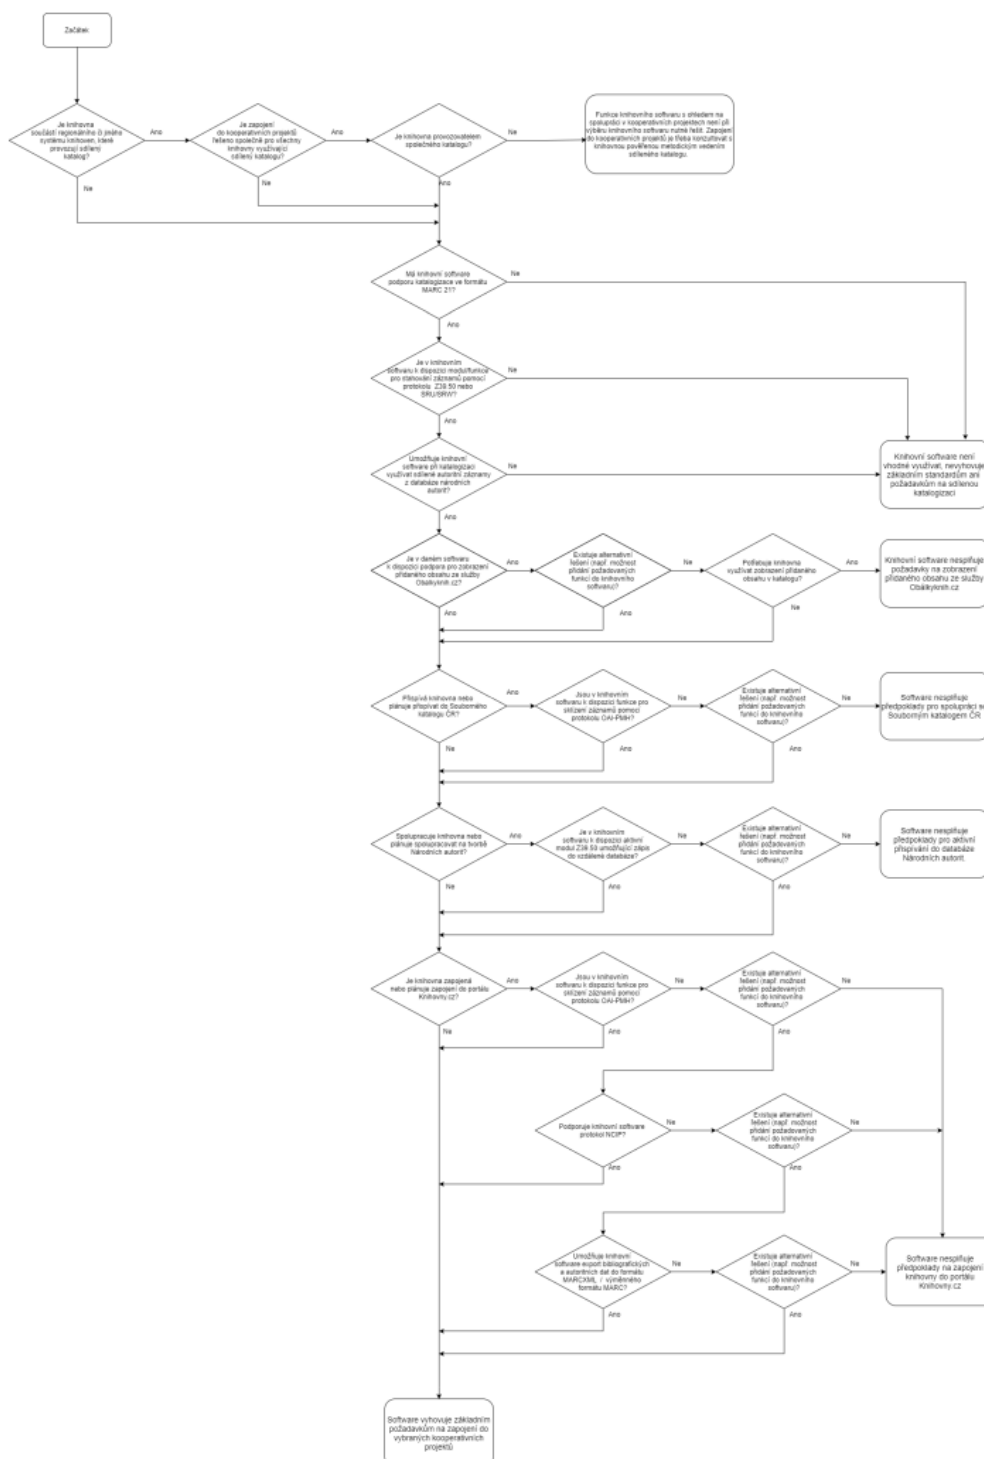 Začátek
Je knihovna
součástí regionálního či jiného
systému knihoven, které
provozují sdílený
katalog?
Ano
Je zapojení
do kooperativních projektů
řešeno společně pro všechny
knihovny využívající
sdílený katalogu?
Ano
Je knihovna provozovatelem
společného katalogu?
Ne
Funkce knihovního softwaru s ohledem na
spolupráci v kooperativních projektech není při
výběru knihovního softwaru nutné řešit. Zapojení
do kooperativních projektů je třeba konzultovat s
knihovnou pověřenou metodickým vedením
sdíleného katalogu.
Ne
Ne
Ano
Má knihovní software
podporu katalogizace ve formátu
MARC 21?
Ne
Ano
Je v knihovním
softwaru k dispozici modul/funkce
pro stahování záznamů pomocí
protokolu Z39.50 nebo
SRU/SRW?
Ne
Ano
Umožňuje knihovní
software při katalogizaci
využívat sdílené autoritní záznamy
z databáze národních
autorit?
Ne
Knihovní software není
vhodné využívat, nevyhovuje
základním standardům ani
požadavkům na sdílenou
katalogizaci
Ano
Je v daném softwaru
k dispozici podpora pro zobrazení
přidaného obsahu ze služby
Obálkyknih.cz?
Ano
Existuje alternativní
řešení (např. možnost
přidání požadovaných
funkcí do knihovního
softwaru)?
Ne
Potřebuje knihovna
využívat zobrazení přidaného
obsahu v katalogu?
Ano
Knihovní software nesplňuje
požadavky na zobrazení
přidaného obsahu ze služby
Obálkyknih.cz
Ano
Ano
Ne
Přispívá knihovna nebo
plánuje přispívat do Souborného
katalogu ČR?
Ano
Jsou v knihovním
softwaru k dispozici funkce pro
sklízení záznamů pomocí
protokolu OAI-PMH?
Ne
Existuje alternativní
řešení (např. možnost
přidání požadovaných
funkcí do knihovního
softwaru)?
Ne
Software nesplňuje
předpoklady pro spolupráci se
Souborným katalogem ČR
Ne
Ano
Ano
Spolupracuje knihovna nebo
plánuje spolupracovat na tvorbě
Národních autorit?
Ano
Je v knihovním
softwaru k dispozici aktivní
modul Z39.50 umožňující zápis
do vzdálené databáze?
Ne
Existuje alternativní
řešení (např. možnost
přidání požadovaných
funkcí do knihovního
softwaru)?
Ne
Software nesplňuje
předpoklady pro aktivní
přispívání do databáze
Národních autorit.
Ne
Ano
Ano
Je knihovna zapojená
nebo plánuje zapojení do portálu
Knihovny.cz?
Ano
Jsou v knihovním
softwaru k dispozici funkce pro
sklízení záznamů pomocí
protokolu OAI-PMH?
Ne
Existuje alternativní
řešení (např. možnost
přidání požadovaných
funkcí do knihovního
softwaru)?
Ne
Ne
Ano
Ano
Podporuje knihovní software
protokol NCIP?
Ne
Existuje alternativní
řešení (např. možnost
přidání požadovaných
funkcí do knihovního
softwaru)?
Ne
Ano
Ano
Umožňuje knihovní
software export bibliografických
a autoritních dat do formátu
MARCXML / výměnného
formátu MARC?
Ne
Existuje alternativní
řešení (např. možnost
přidání požadovaných
funkcí do knihovního
softwaru)?
Ne
Software nesplňuje
předpoklady na zapojení
knihovny do portálu
Knihovny.cz
Ano
Ano
Software vyhovuje základním
požadavkům na zapojení do
vybraných kooperativních
projektů